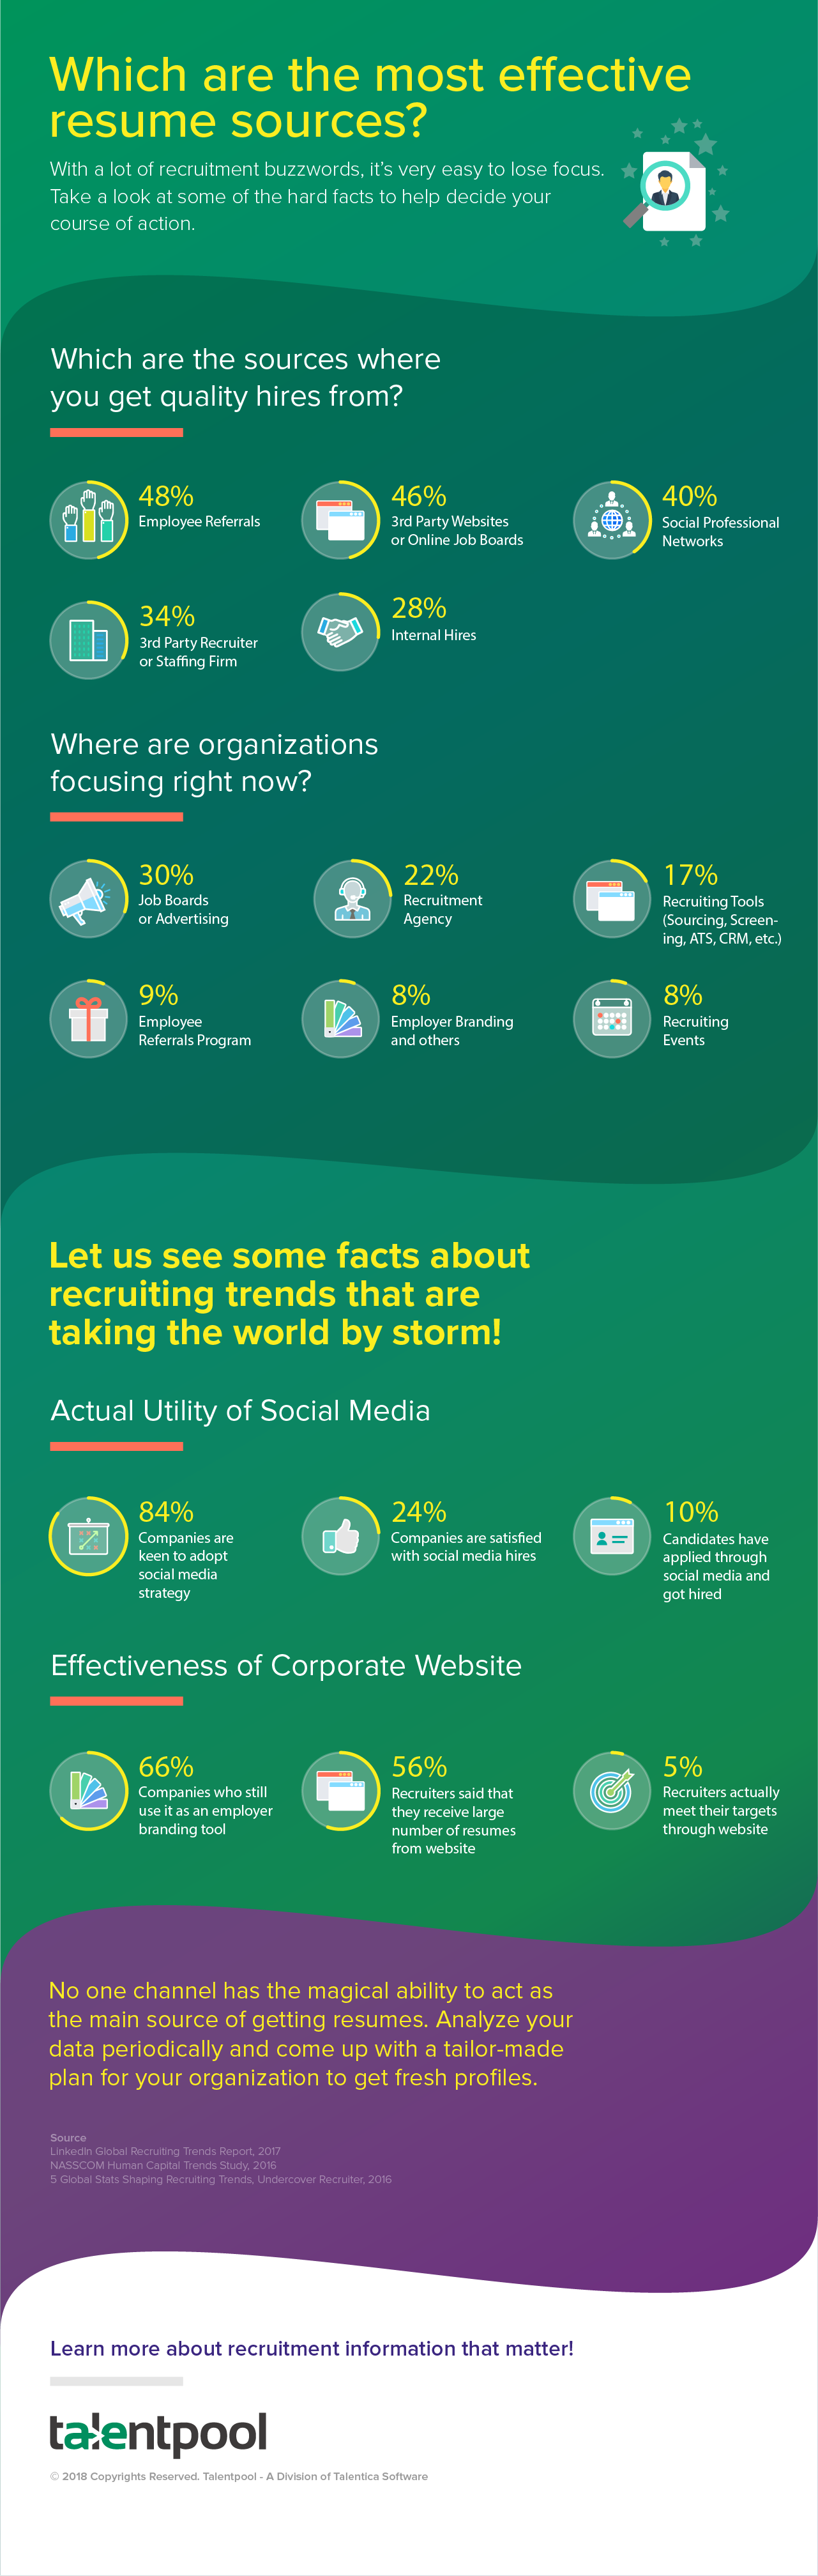 Which are the most effective
resume sources?
With a lot of recruitment buzzwords, it's very easy to lose focus.
Take a look at some of the hard facts to help decide your
course of action.
Which are the sources where
you get quality hires from?
48%
Employee Referrals
46%
3rd Party Websites
or Online Job Boards
40%
Social Professional
Networks
34%
3rd Party Recruiter
or Staffing Firm
28%
Internal Hires
Where are organizations
focusing right now?
30%
Job Boards
or Advertising
22%
Recruitment
Agency
17%
Recruiting Tools
(Sourcing, Screen-
ing, ATS, CRM, etc.)
9%
Employee
Referrals Program
8%
Employer Branding
and others
8%
Recruiting
Events
Let us see some facts about
recruiting trends that are
taking the world by storm!
Actual Utility of Social Media
84%
Companies are
keen to adopt
social media
strategy
24%
Companies are satisfied
with social media hires
10%
Candidates have
applied through
social media and
got hired
Effectiveness of Corporate Website
66%
Companies who still
use it as an employer
branding tool
56%
Recruiters said that
they receive large
number of resumes
from website
5%
Recruiters actually
meet their targets
through website
No one channel has the magical ability to act as
the main source of getting resumes. Analyze your
data periodically and come up with a tailor-made
plan for your organization to get fresh profiles.
Source
LinkedIn Global Recruiting Trends Report, 2017
NASSCOM Human Capital Trends Study, 2016
5 Global Stats Shaping Recruiting Trends, Undercover Recruiter, 2016
Learn more about recruitment information that matter!
talentpool
© 2018 Copyrights Reserved. Talentpool - A Division of Talentica Software